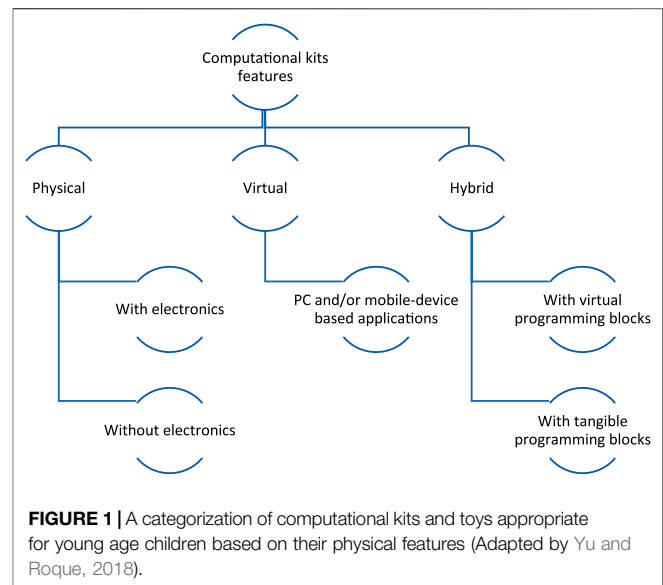 Computational kits
features
Physical
Virtual
Hybrid
With electronics
PC and/or mobile-device
based applications
With virtual
programming blocks
Without electronics
With tangible
programming blocks
FIGURE 1 | A categorization of computational kits and toys appropriate
for young age children based on their physical features (Adapted by Yu and
Roque, 2018).